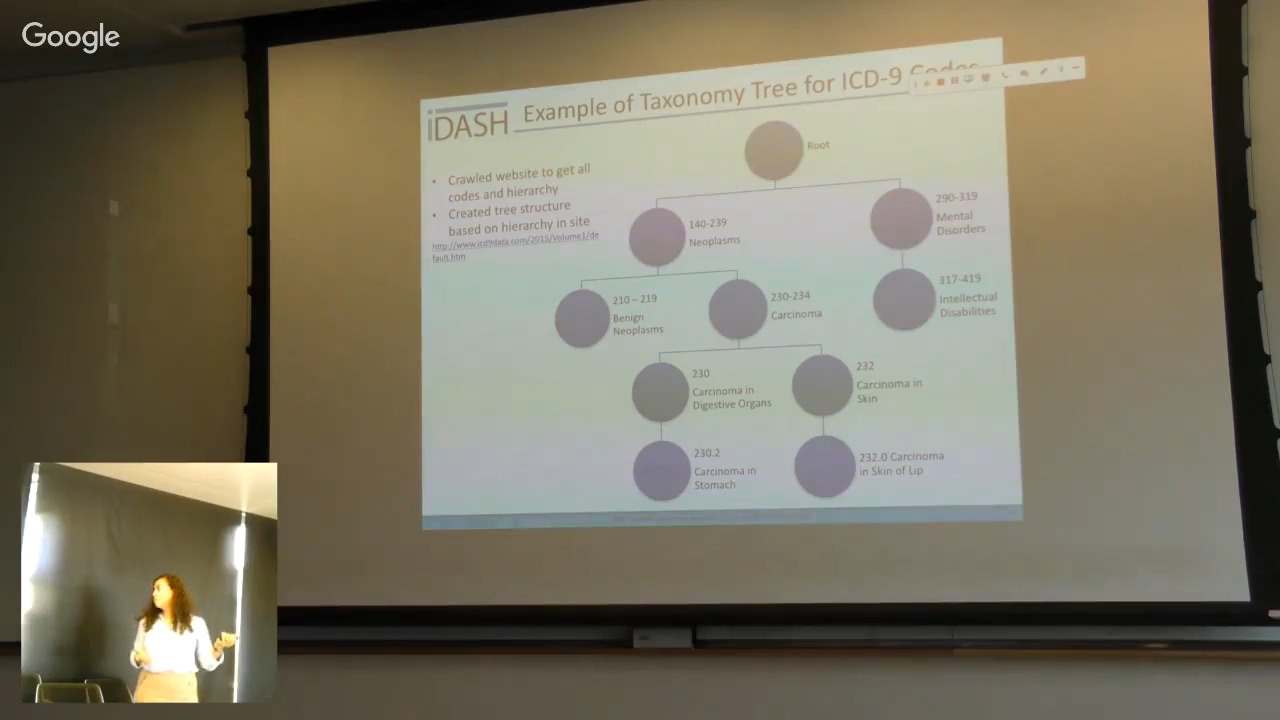 Google
iDASH
Example of Taxonomy Tree for ICD-9 Codes
• Crawled website to get all
codes and hierarchy
• Created tree structure
based on hierarchy in site
http://www.icd9data.com/2015/Volume1/de
fault.htm
Root
140-239
Neoplasms
290-319
Mental
Disorders
210 – 219
Benign
Neoplasms
230-234
Carcinoma
317-419
Intellectual
Disabilities
230
Carcinoma in
Digestive Organs
232
Carcinoma in
Skin
230.2
Carcinoma in
Stomach
232.0 Carcinoma
in Skin of Lip